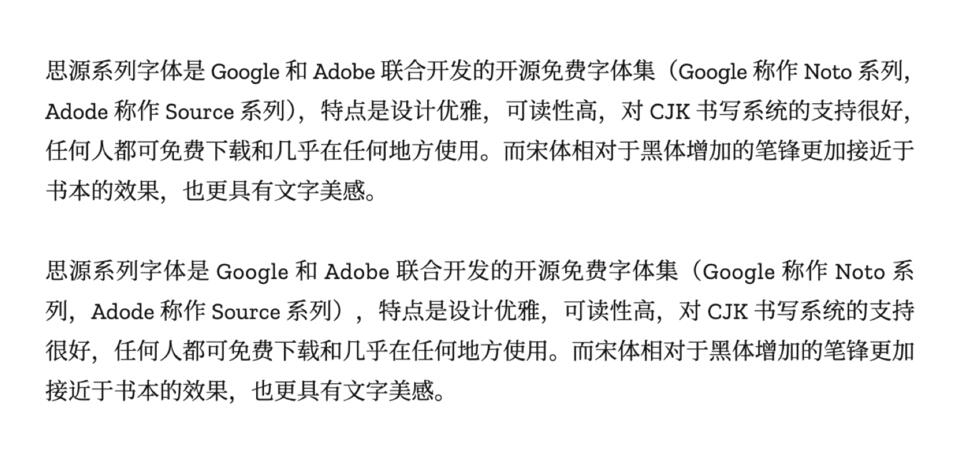 思源系列字体是 Google 和 Adobe 联合开发的开源免费字体集（Google 称作 Noto 系列，
Adode 称作 Source 系列），特点是设计优雅，可读性高，对 CJK 书写系统的支持很好，
任何人都可免费下载和几乎在任何地方使用。而宋体相对于黑体增加的笔锋更加接近于
书本的效果，也更具有文字美感。
思源系列字体是 Google 和 Adobe 联合开发的开源免费字体集（Google 称作 Noto 系
列，Adode 称作 Source 系列），特点是设计优雅，可读性高，对 CJK 书写系统的支持
很好，任何人都可免费下载和几乎在任何地方使用。而宋体相对于黑体增加的笔锋更加
接近于书本的效果，也更具有文字美感。